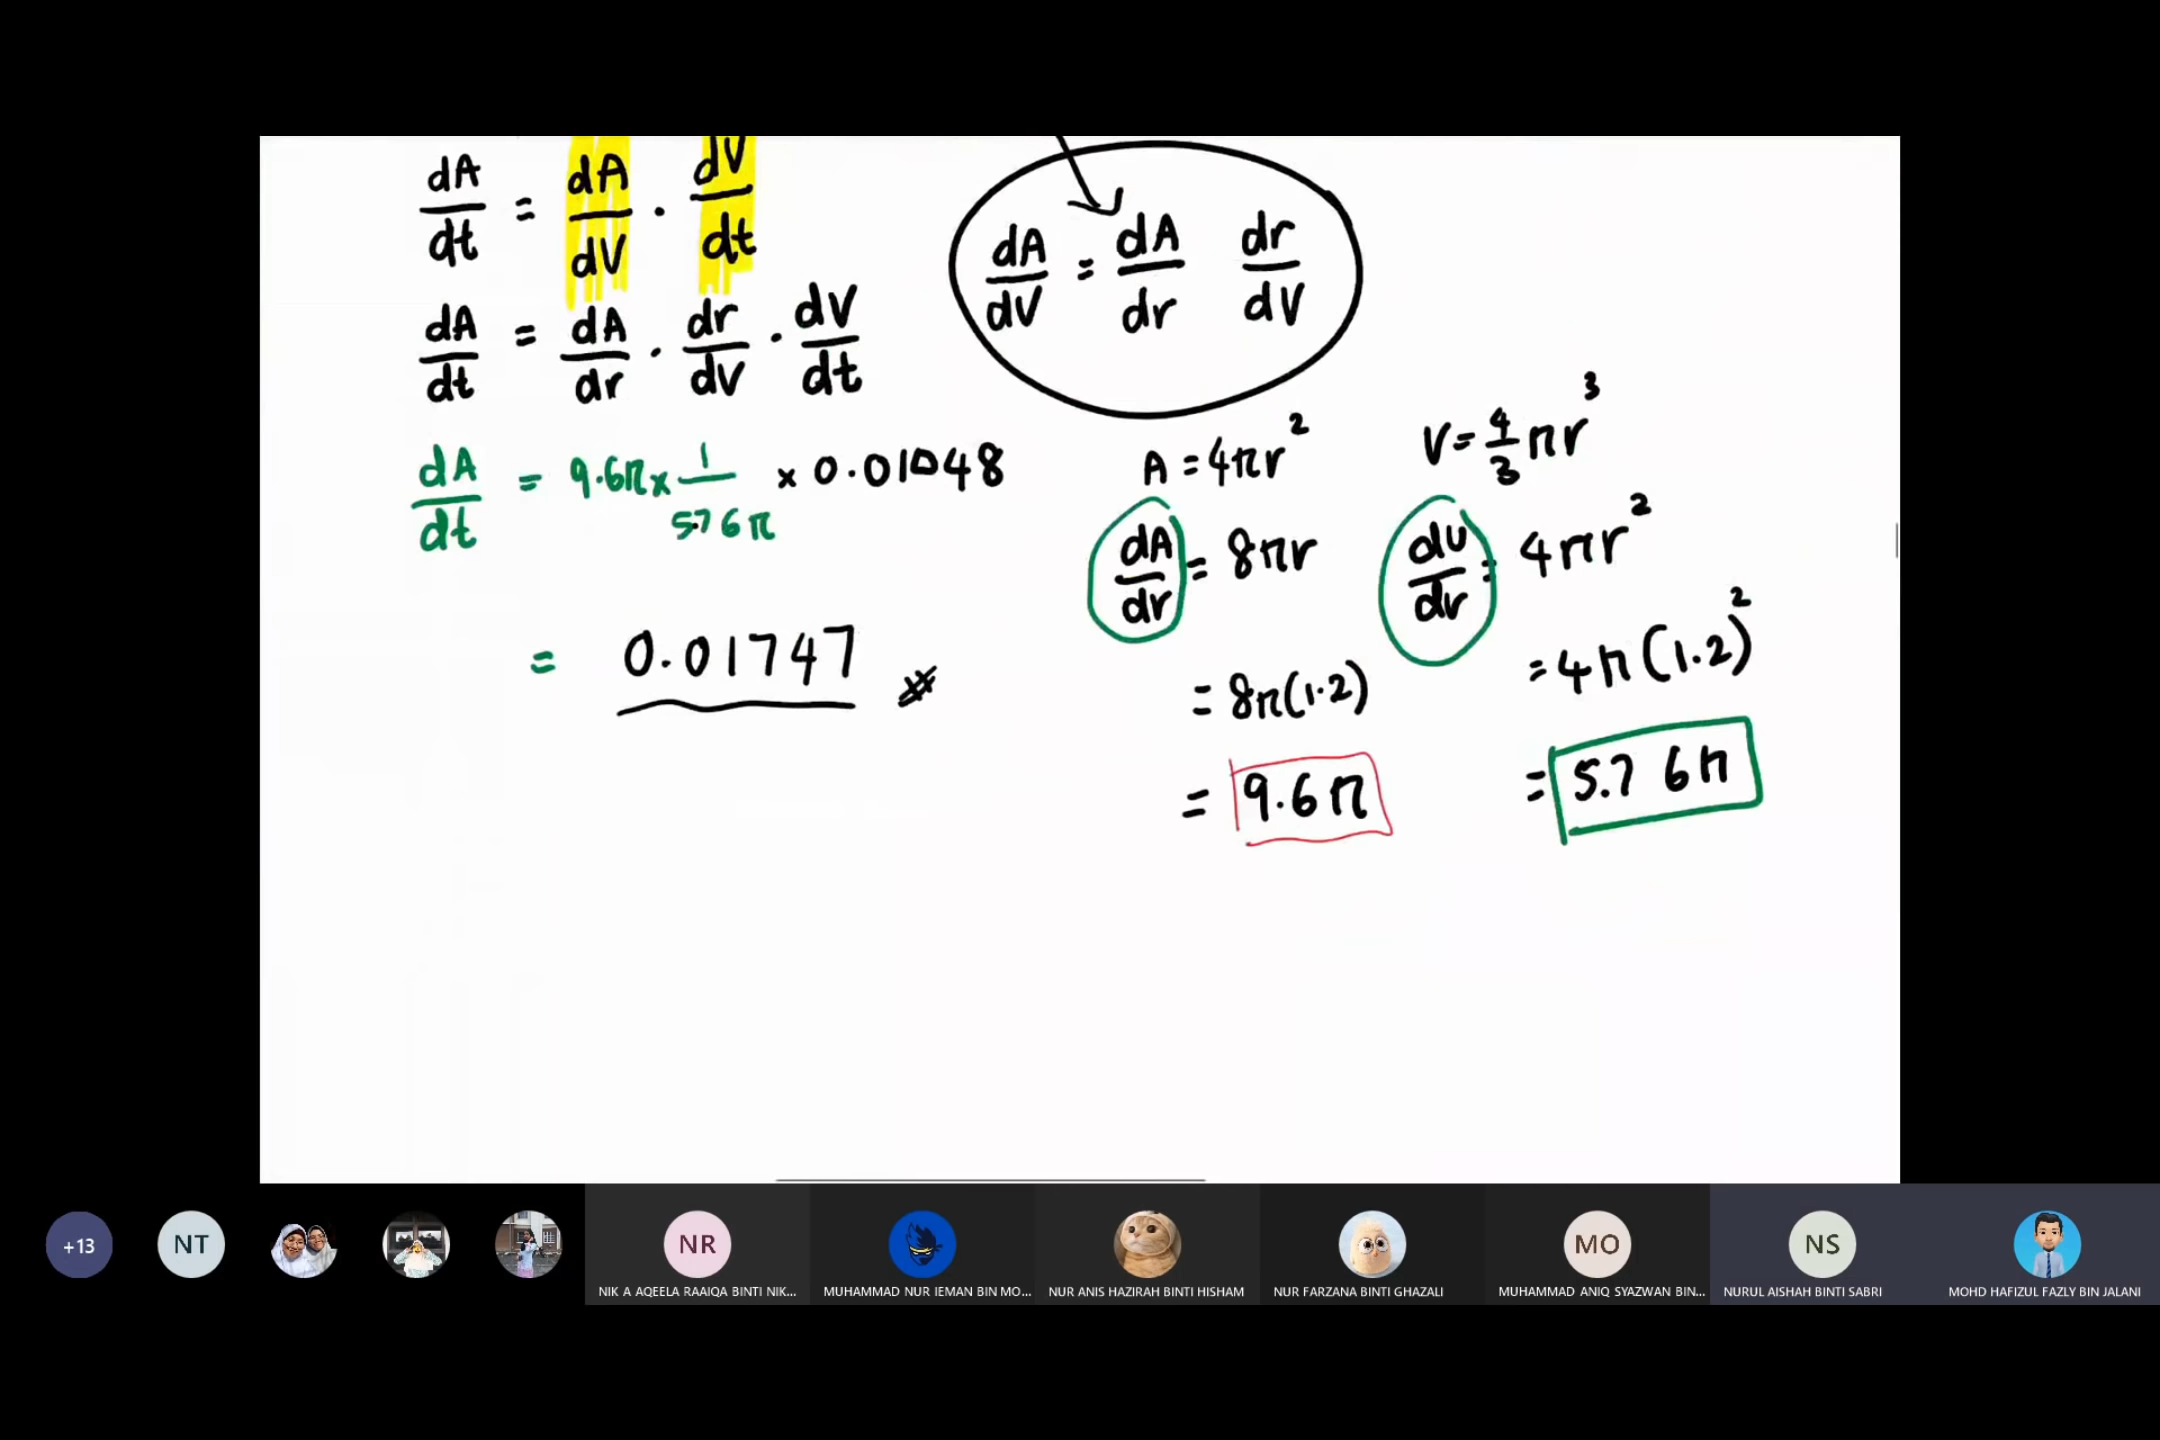 dA/dt = dA/dV · dV/dt
dA/dV = dA/dr dr/dV
dA/dt = dA/dr · dr/dV · dV/dt
dA/dt = 9.6π × 1/5.76π × 0.01048
= 0.01747
A = 4πr²
dA/dr = 8πr
= 8π(1.2)
= 9.6π
V = 4/3 πr³
dv/dr = 4πr²
= 4π(1.2)²
= 5.7 6π
+13
NT
NR
MO
NS
NIK A AQEELA RAAIQA BINTI NIK...
MUHAMMAD NUR IEMAN BIN MO...
NUR ANIS HAZIRAH BINTI HISHAM
NUR FARZANA BINTI GHAZALI
MUHAMMAD ANIQ SYAZWAN BIN...
NURUL AISHAH BINTI SABRI
MOHD HAFIZUL FAZLY BIN JALANI